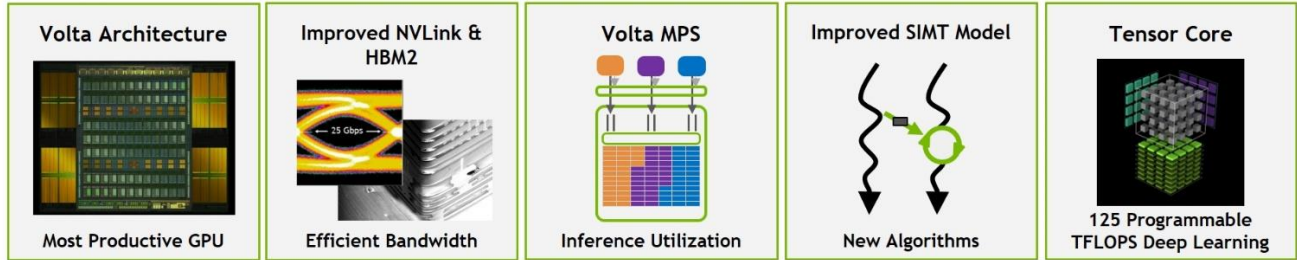 Volta Architecture
Most Productive GPU
Improved NVLink &
HBM2
25 Gbps
Efficient Bandwidth
Volta MPS
Inference Utilization
Improved SIMT Model
New Algorithms
Tensor Core
125 Programmable
TFLOPS Deep Learning